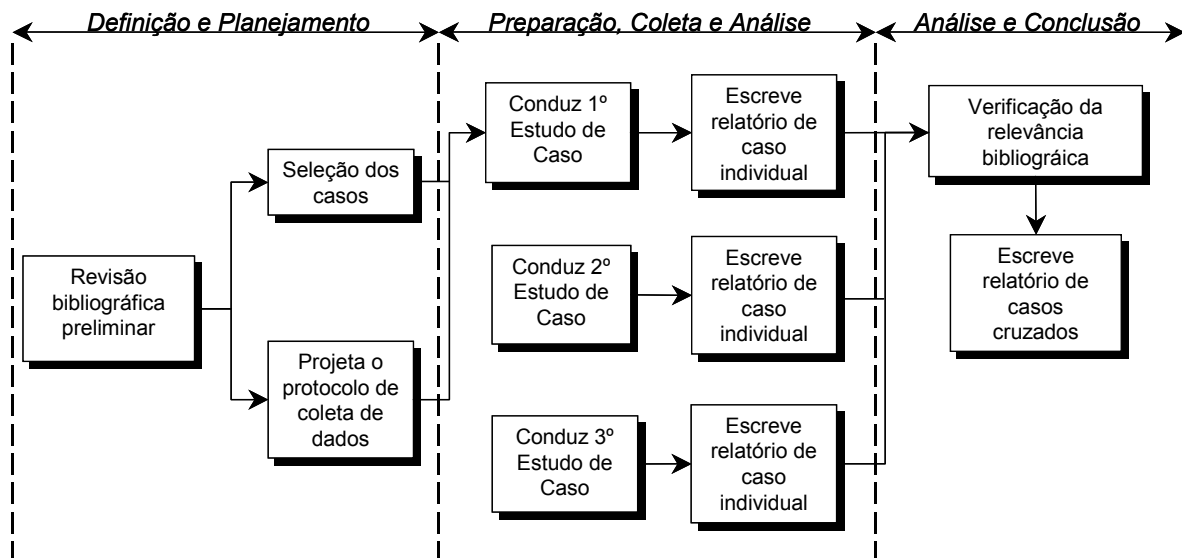 Definição e Planejamento
Preparação, Coleta e Análise
Análise e Conclusão
Revisão
bibliográfica
preliminar
Seleção dos
casos
Projeta o
protocolo de
coleta de
dados
Conduz 1º
Estudo de
Caso
Escreve
relatório de
caso
individual
Conduz 2º
Estudo de
Caso
Escreve
relatório de
caso
individual
Conduz 3º
Estudo de
Caso
Escreve
relatório de
caso
individual
Verificação da
relevância
bibliográica
Escreve
relatório de
casos
cruzados